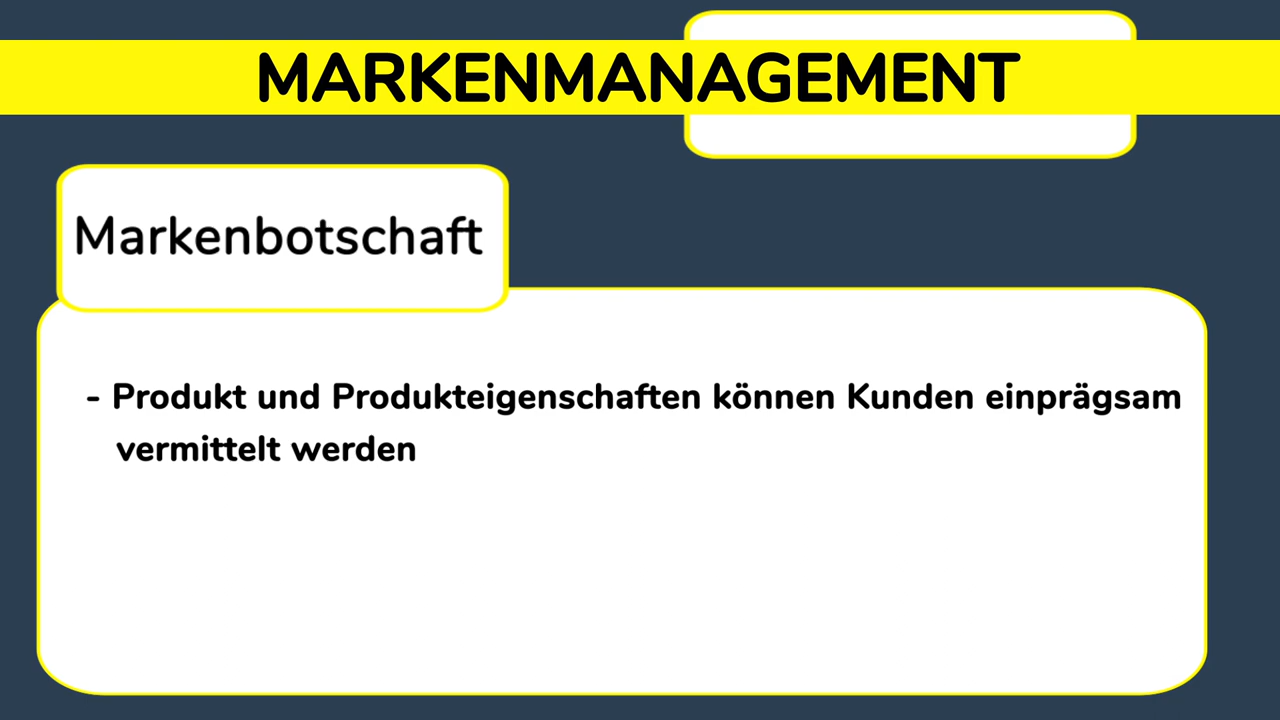 MARKENMANAGEMENT
Markenbotschaft
- Produkt und Produkteigenschaften können Kunden einprägsam
vermittelt werden